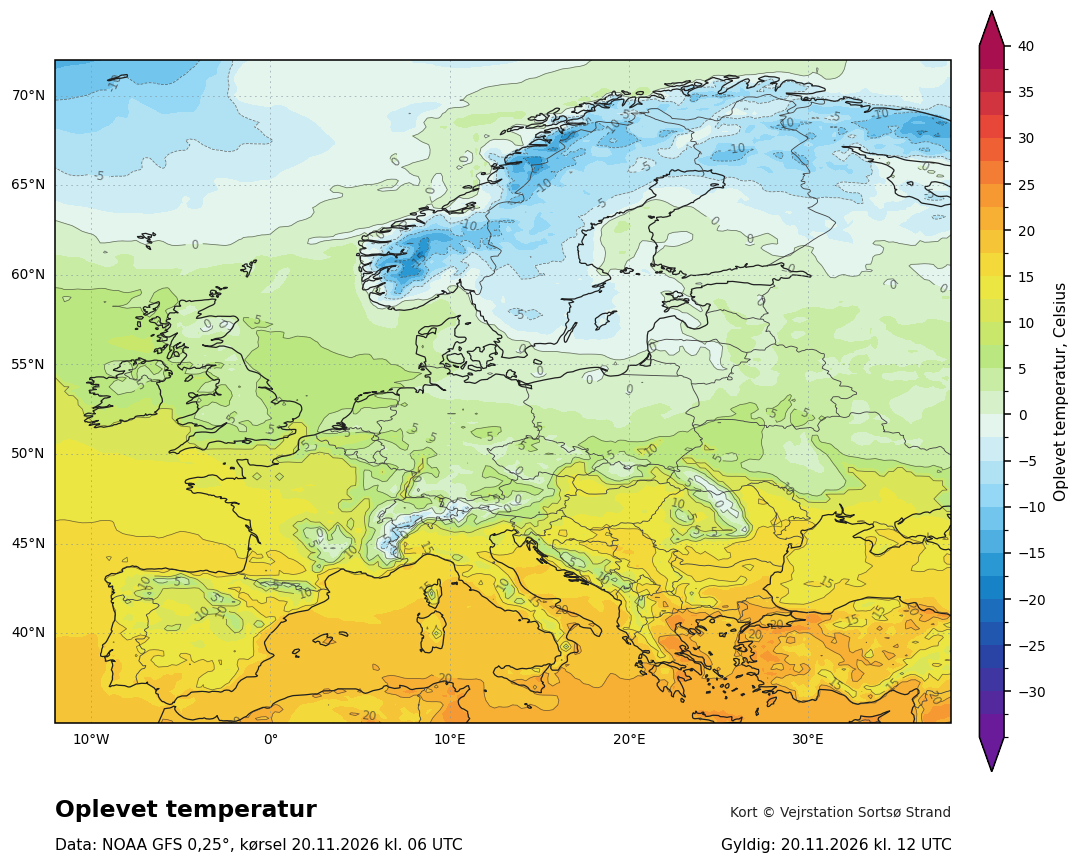 70°N
65°N
60°N
55°N
50°N
45°N
40°N
10°W
0°
10°E
20°E
30°E
40
35
30
25
20
15
10
5
0
−5
−10
−15
−20
−25
−30
Oplevet temperatur, Celsius
Oplevet temperatur
Kort © Vejrstation Sortsø Strand
Data: NOAA GFS 0,25°, kørsel 20.11.2026 kl. 06 UTC
Gyldig: 20.11.2026 kl. 12 UTC